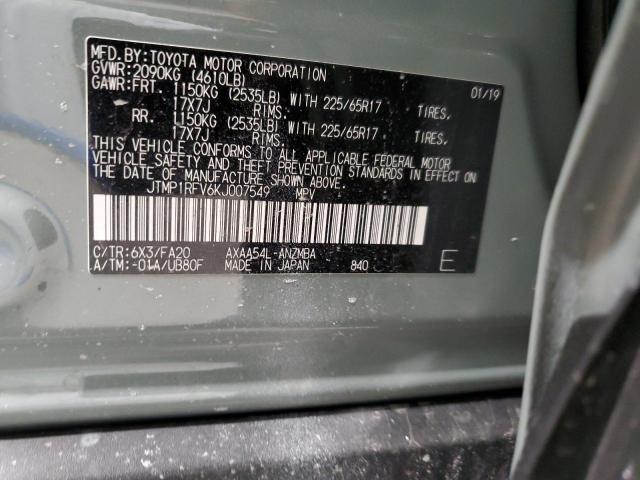 MFD.BY:TOYOTA MOTOR CORPORATION 01/19
GVWR:2090KG (4610LB)
GAWR:FRT. 1150KG (2535LB) WITH 225/65R17 TIRES.
17X7J RIMS.
RR. 1150KG (2535LB) WITH 225/65R17 TIRES.
17X7J RIMS.
THIS VEHICLE CONFORMS TO ALL APPLICABLE FEDERAL MOTOR
VEHICLE SAFETY AND THEFT PREVENTION STANDARDS IN EFFECT ON
THE DATE OF MANUFACTURE SHOWN ABOVE.
JTMP1RFV6KJ007549 MPV
C/TR:6X3/FA20 AXAA54L-ANZMBA
A/TM:-01A/UB80F MADE IN JAPAN 840 E